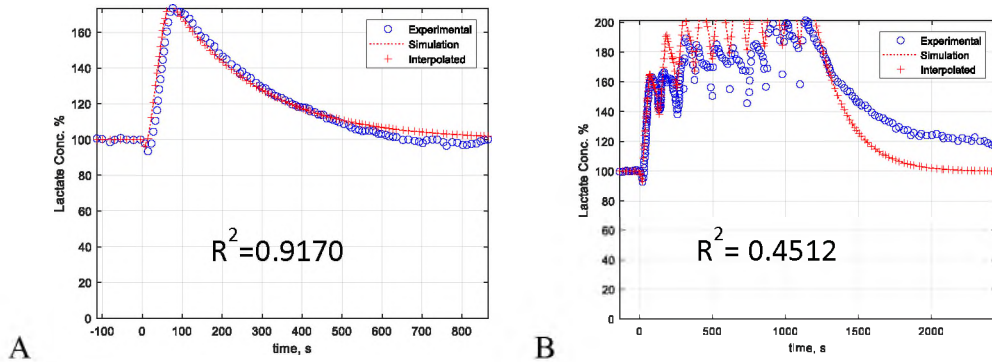 A
Lactate Conc. %
160
140
120
100
80
60
40
20
0
-100 0 100 200 300 400 500 600 700 800
time, s
Experimental
Simulation
Interpolated
R²=0.9170
B
Lactate Conc. %
200
180
160
140
120
100
80
60
40
20
0
0 500 1000 1500 2000
time, s
Experimental
Simulation
Interpolated
R²= 0.4512